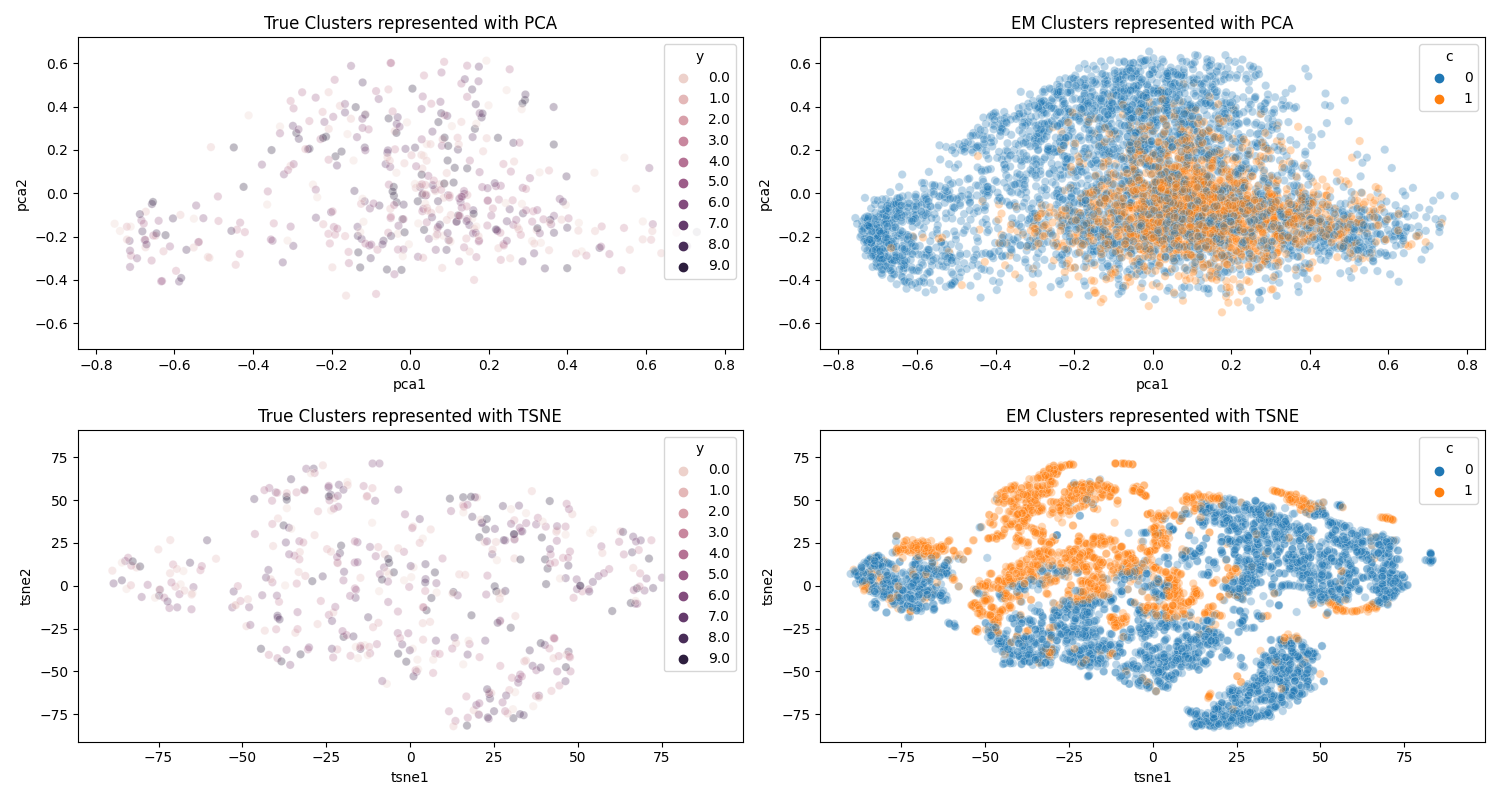 True Clusters represented with PCA
pca2
0.6
0.4
0.2
0.0
−0.2
−0.4
−0.6
−0.8 −0.6 −0.4 −0.2 0.0 0.2 0.4 0.6 0.8
pca1
y
0.0
1.0
2.0
3.0
4.0
5.0
6.0
7.0
8.0
9.0
EM Clusters represented with PCA
pca2
0.6
0.4
0.2
0.0
−0.2
−0.4
−0.6
−0.8 −0.6 −0.4 −0.2 0.0 0.2 0.4 0.6 0.8
pca1
c
0
1
True Clusters represented with TSNE
tsne2
75
50
25
0
−25
−50
−75
−75 −50 −25 0 25 50 75
tsne1
y
0.0
1.0
2.0
3.0
4.0
5.0
6.0
7.0
8.0
9.0
EM Clusters represented with TSNE
tsne2
75
50
25
0
−25
−50
−75
−75 −50 −25 0 25 50 75
tsne1
c
0
1